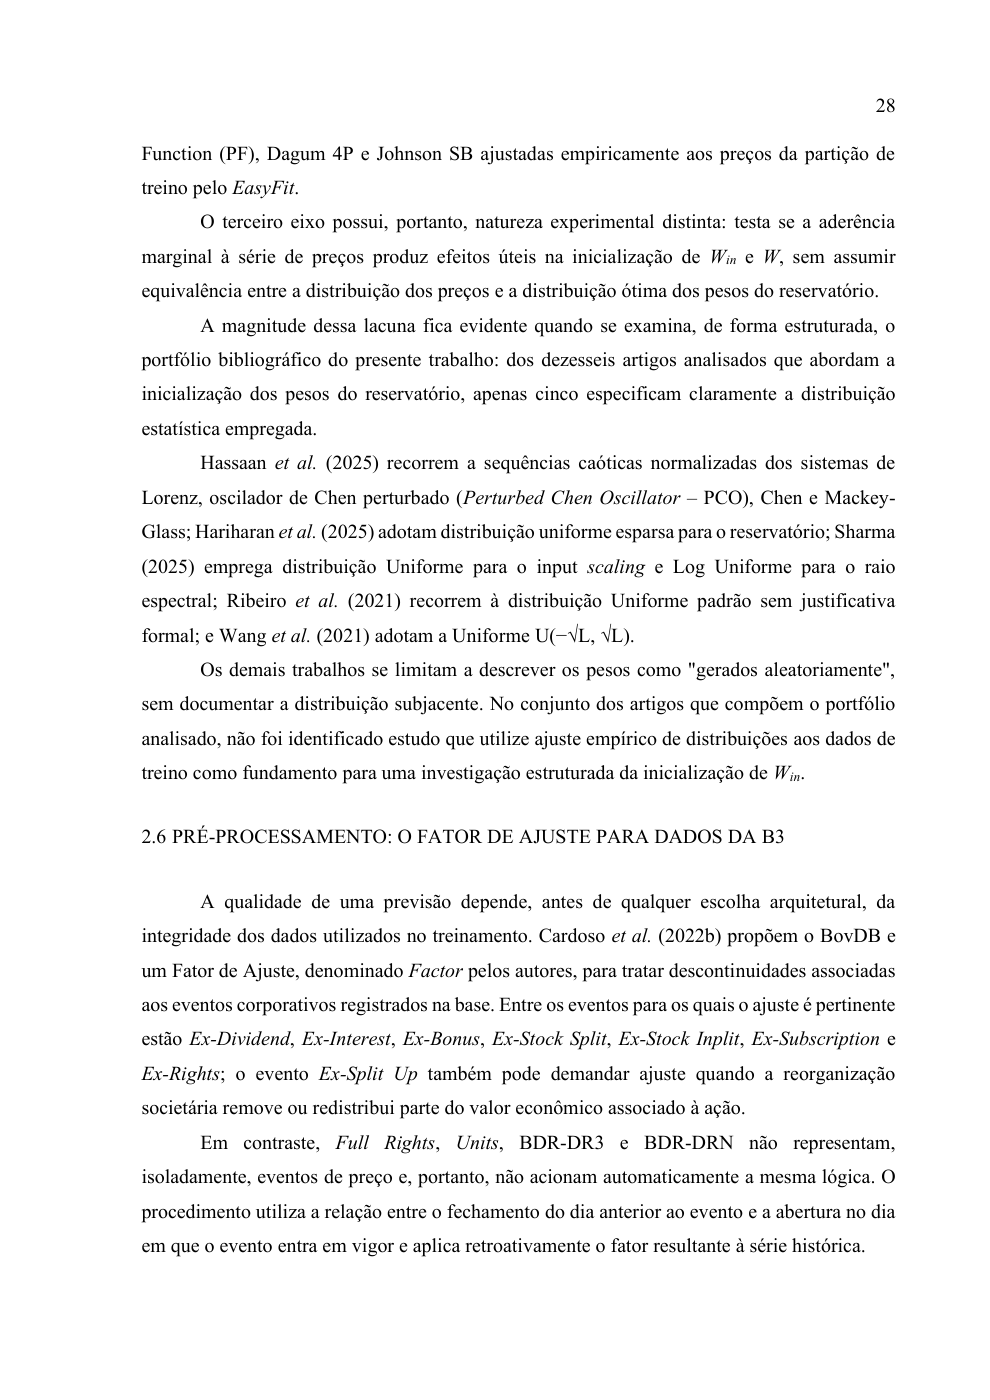 28
Function (PF), Dagum 4P e Johnson SB ajustadas empiricamente aos preços da partição de
treino pelo EasyFit.
O terceiro eixo possui, portanto, natureza experimental distinta: testa se a aderência
marginal à série de preços produz efeitos úteis na inicialização de Win e W, sem assumir
equivalência entre a distribuição dos preços e a distribuição ótima dos pesos do reservatório.
A magnitude dessa lacuna fica evidente quando se examina, de forma estruturada, o
portfólio bibliográfico do presente trabalho: dos dezesseis artigos analisados que abordam a
inicialização dos pesos do reservatório, apenas cinco especificam claramente a distribuição
estatística empregada.
Hassaan et al. (2025) recorrem a sequências caóticas normalizadas dos sistemas de
Lorenz, oscilador de Chen perturbado (Perturbed Chen Oscillator – PCO), Chen e Mackey-
Glass; Hariharan et al. (2025) adotam distribuição uniforme esparsa para o reservatório; Sharma
(2025) emprega distribuição Uniforme para o input scaling e Log Uniforme para o raio
espectral; Ribeiro et al. (2021) recorrem à distribuição Uniforme padrão sem justificativa
formal; e Wang et al. (2021) adotam a Uniforme U(−√L, √L).
Os demais trabalhos se limitam a descrever os pesos como "gerados aleatoriamente",
sem documentar a distribuição subjacente. No conjunto dos artigos que compõem o portfólio
analisado, não foi identificado estudo que utilize ajuste empírico de distribuições aos dados de
treino como fundamento para uma investigação estruturada da inicialização de Win.
2.6 PRÉ-PROCESSAMENTO: O FATOR DE AJUSTE PARA DADOS DA B3
A qualidade de uma previsão depende, antes de qualquer escolha arquitetural, da
integridade dos dados utilizados no treinamento. Cardoso et al. (2022b) propõem o BovDB e
um Fator de Ajuste, denominado Factor pelos autores, para tratar descontinuidades associadas
aos eventos corporativos registrados na base. Entre os eventos para os quais o ajuste é pertinente
estão Ex-Dividend, Ex-Interest, Ex-Bonus, Ex-Stock Split, Ex-Stock Inplit, Ex-Subscription e
Ex-Rights; o evento Ex-Split Up também pode demandar ajuste quando a reorganização
societária remove ou redistribui parte do valor econômico associado à ação.
Em contraste, Full Rights, Units, BDR-DR3 e BDR-DRN não representam,
isoladamente, eventos de preço e, portanto, não acionam automaticamente a mesma lógica. O
procedimento utiliza a relação entre o fechamento do dia anterior ao evento e a abertura no dia
em que o evento entra em vigor e aplica retroativamente o fator resultante à série histórica.